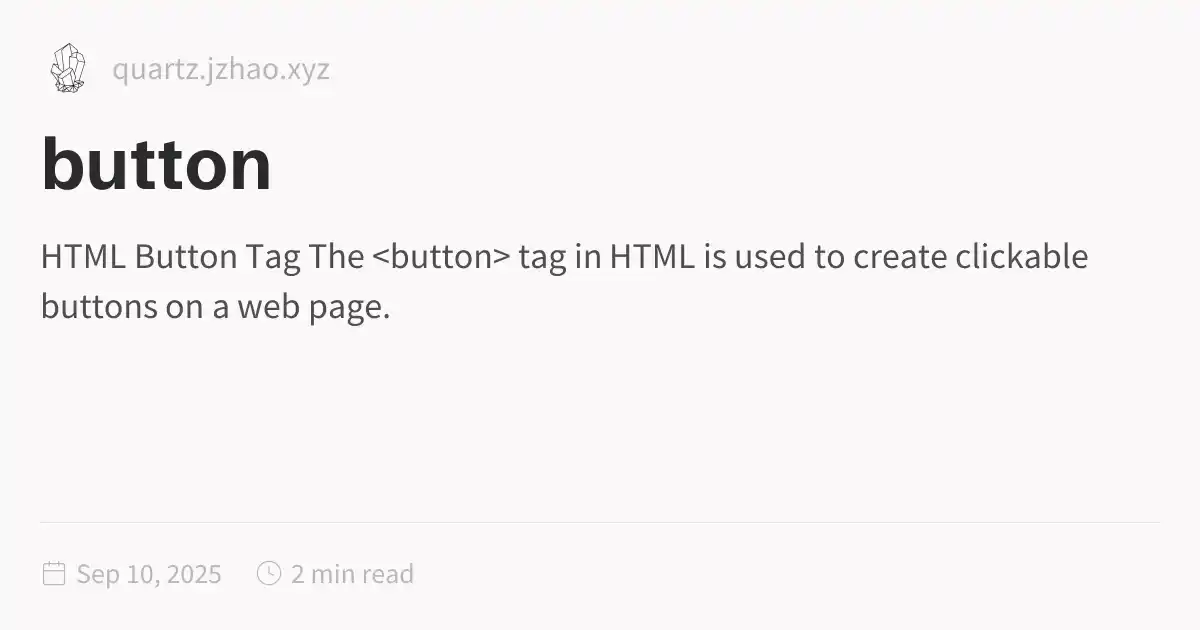 quartz.jzhao.xyz
button
HTML Button Tag The <button> tag in HTML is used to create clickable
buttons on a web page.
Sep 10, 2025 2 min read